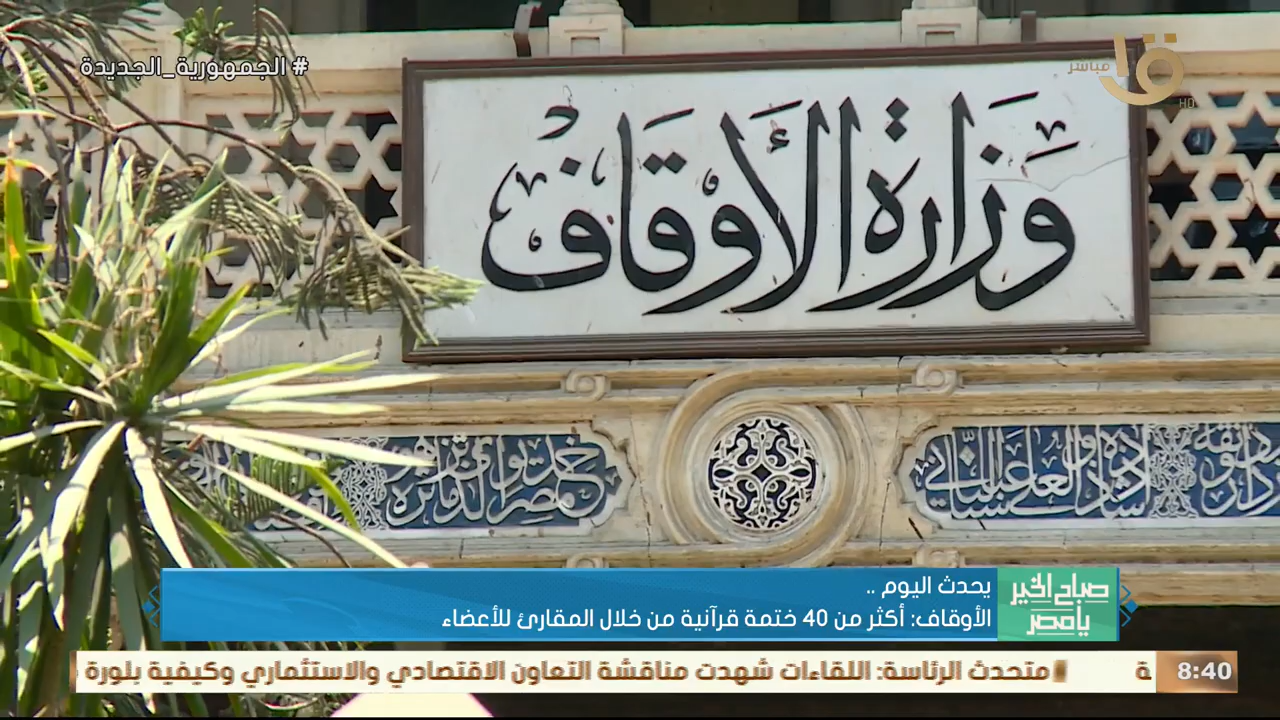 #الجمهورية_الجديدة
مباشر
HD
وزارة الأوقاف
صباح الخير
يا مصر
يحدث اليوم ..
الأوقاف: أكثر من 40 ختمة قرآنية من خلال المقارئ للأعضاء
8:40
ة
متحدث الرئاسة: اللقاءات شهدت مناقشة التعاون الاقتصادي والاستثماري وكيفية بلورة